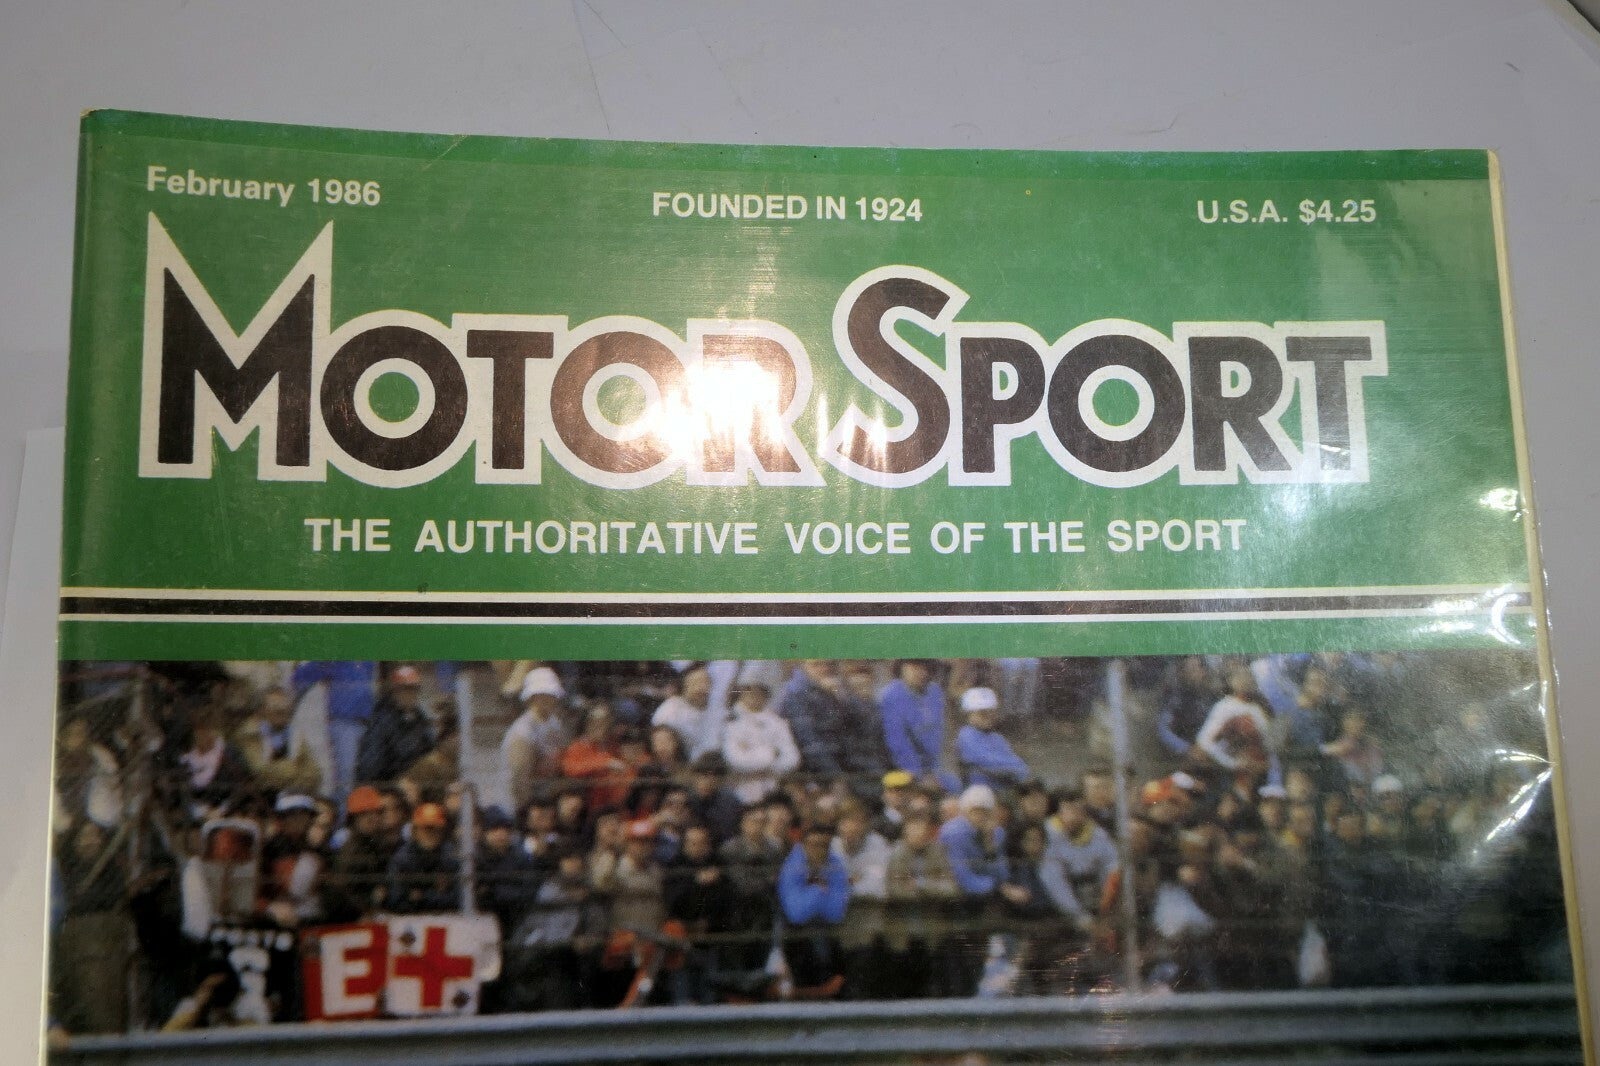 February 1986
FOUNDED IN 1924
U.S.A. $4.25
MOTOR SPORT
THE AUTHORITATIVE VOICE OF THE SPORT
E+